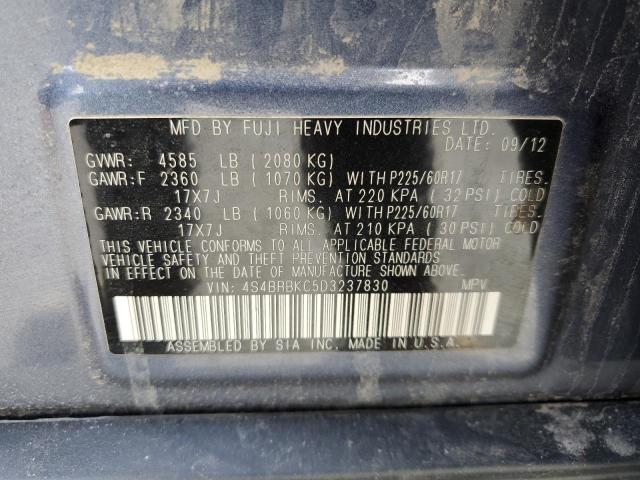 MFD BY FUJI HEAVY INDUSTRIES LTD.
DATE: 09/12
GVWR: 4585 LB (2080 KG)
GAWR:F 2360 LB (1070 KG) WITH P225/60R17 TIRES.
17X7J RIMS. AT 220 KPA (32 PSI) COLD
GAWR:R 2340 LB (1060 KG) WITH P225/60R17 TIRES.
17X7J RIMS. AT 210 KPA (30 PSI) COLD
THIS VEHICLE CONFORMS TO ALL APPLICABLE FEDERAL MOTOR
VEHICLE SAFETY AND THEFT PREVENTION STANDARDS
IN EFFECT ON THE DATE OF MANUFACTURE SHOWN ABOVE.
VIN: 4S4BRBKC5D3237830 MPV
ASSEMBLED BY SIA INC. MADE IN U.S.A.